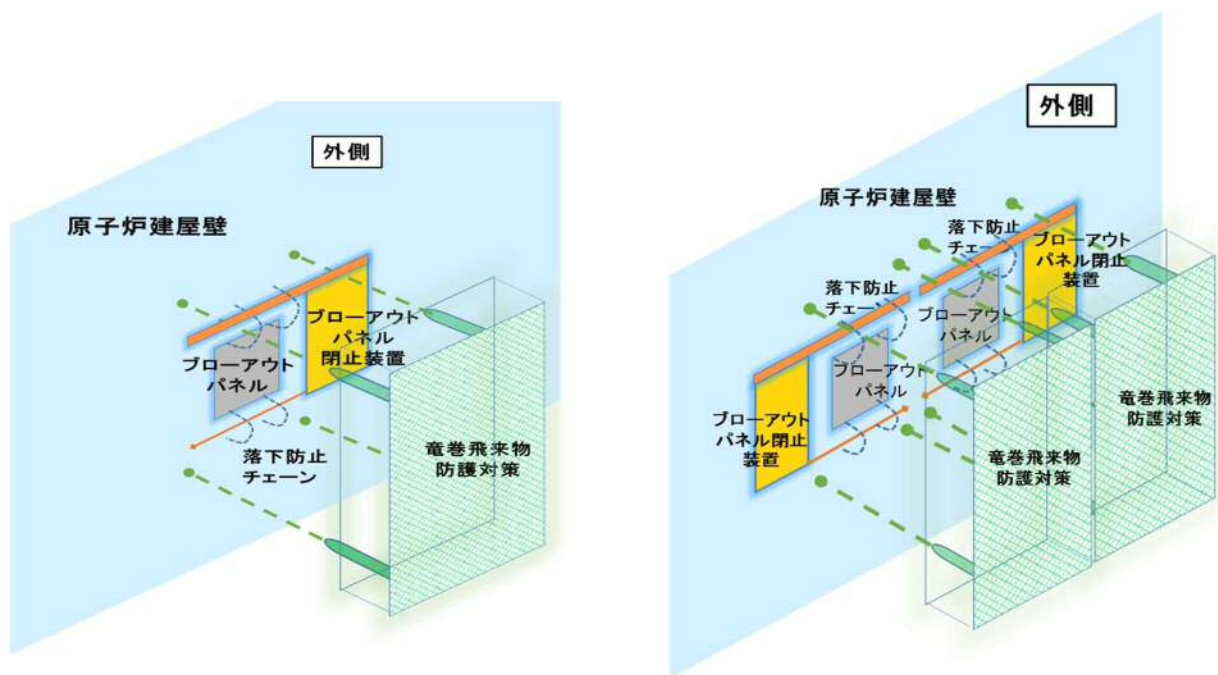 外側
原子炉建屋壁
ブローアウト
パネル
閉止装置
ブローアウト
パネル
落下防止
チェーン
竜巻飛来物
防護対策
外側
原子炉建屋壁
落下防止
チェーン
ブローアウト
パネル閉止
装置
落下防止
チェーン
ブローアウト
パネル
ブローアウト
パネル
ブローアウト
パネル閉止
装置
竜巻飛来物
防護対策
竜巻飛来物
防護対策